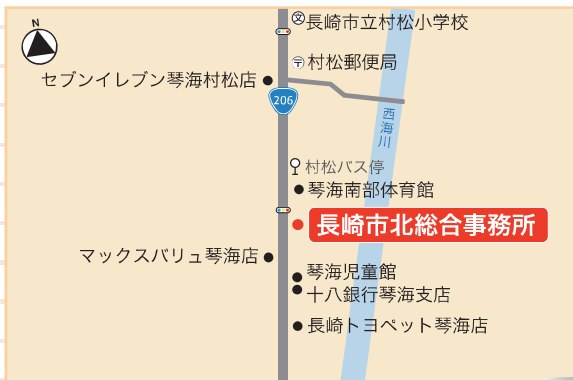 N
文 長崎市立村松小学校
〒 村松郵便局
セブンイレブン琴海村松店
206
西海川
村松バス停
琴海南部体育館
長崎市北総合事務所
マックスバリュ琴海店
琴海児童館
十八銀行琴海支店
長崎トヨペット琴海店